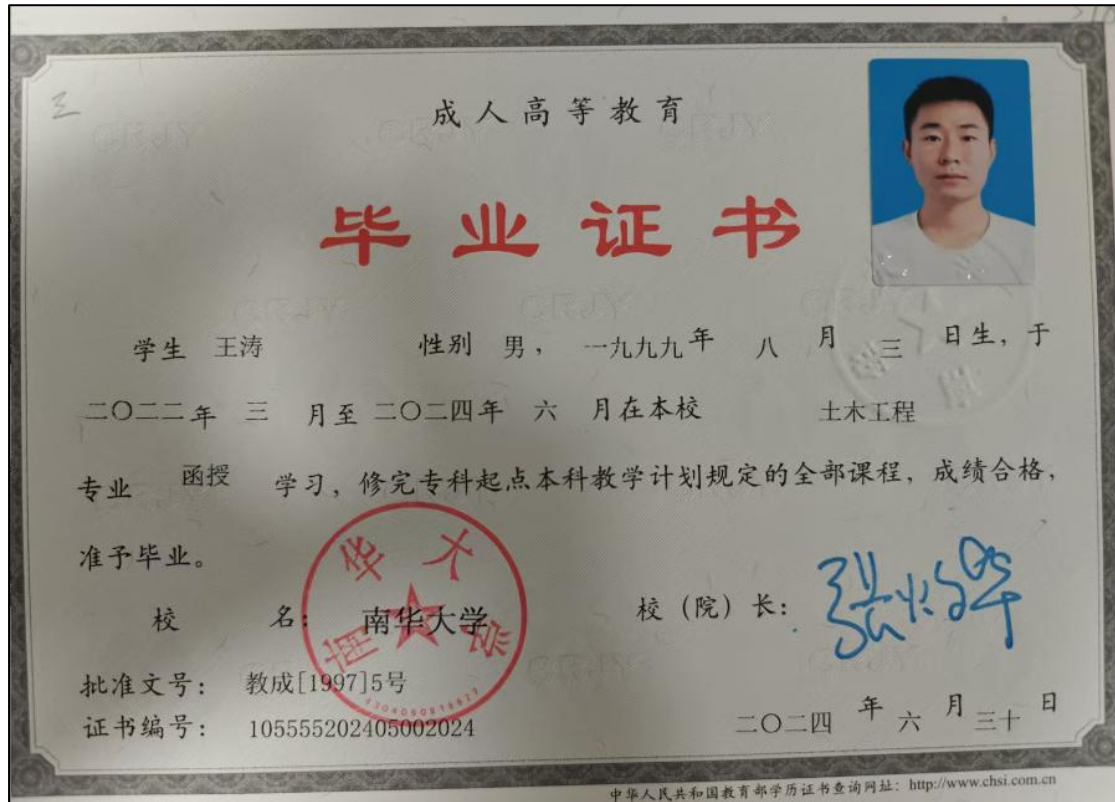 成人高等教育
毕业证书
学生 王涛 性别 男， 一九九九年 八 月 三 日生，于
二〇二二年 三 月至 二〇二四年 六 月在本校 土木工程
专业 函授 学习，修完专科起点本科教学计划规定的全部课程，成绩合格，
准予毕业。
校 名：南华大学 校（院）长：
南华大学
批准文号：教成[1997]5号
证书编号：105555202405002024 二〇二四 年 六 月 三十 日
中华人民共和国教育部学历证书查询网址：http://www.chsi.com.cn